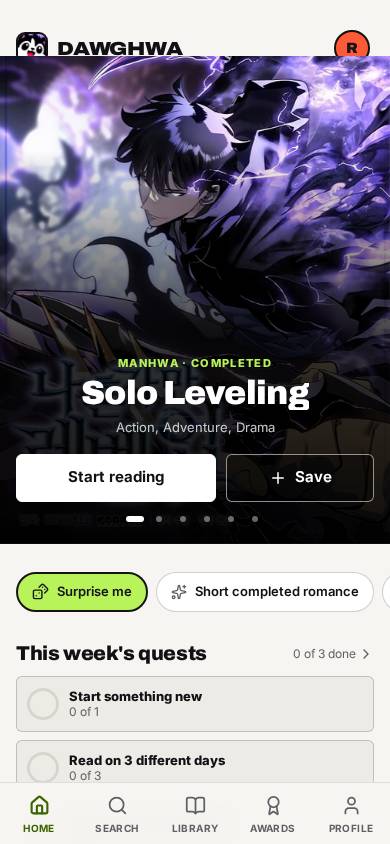 DAWGHWA
R
MANHWA · COMPLETED
Solo Leveling
Action, Adventure, Drama
Start reading
Save
Surprise me
Short completed romance
This week's quests
0 of 3 done
Start something new
0 of 1
Read on 3 different days
0 of 3
HOME
SEARCH
LIBRARY
AWARDS
PROFILE